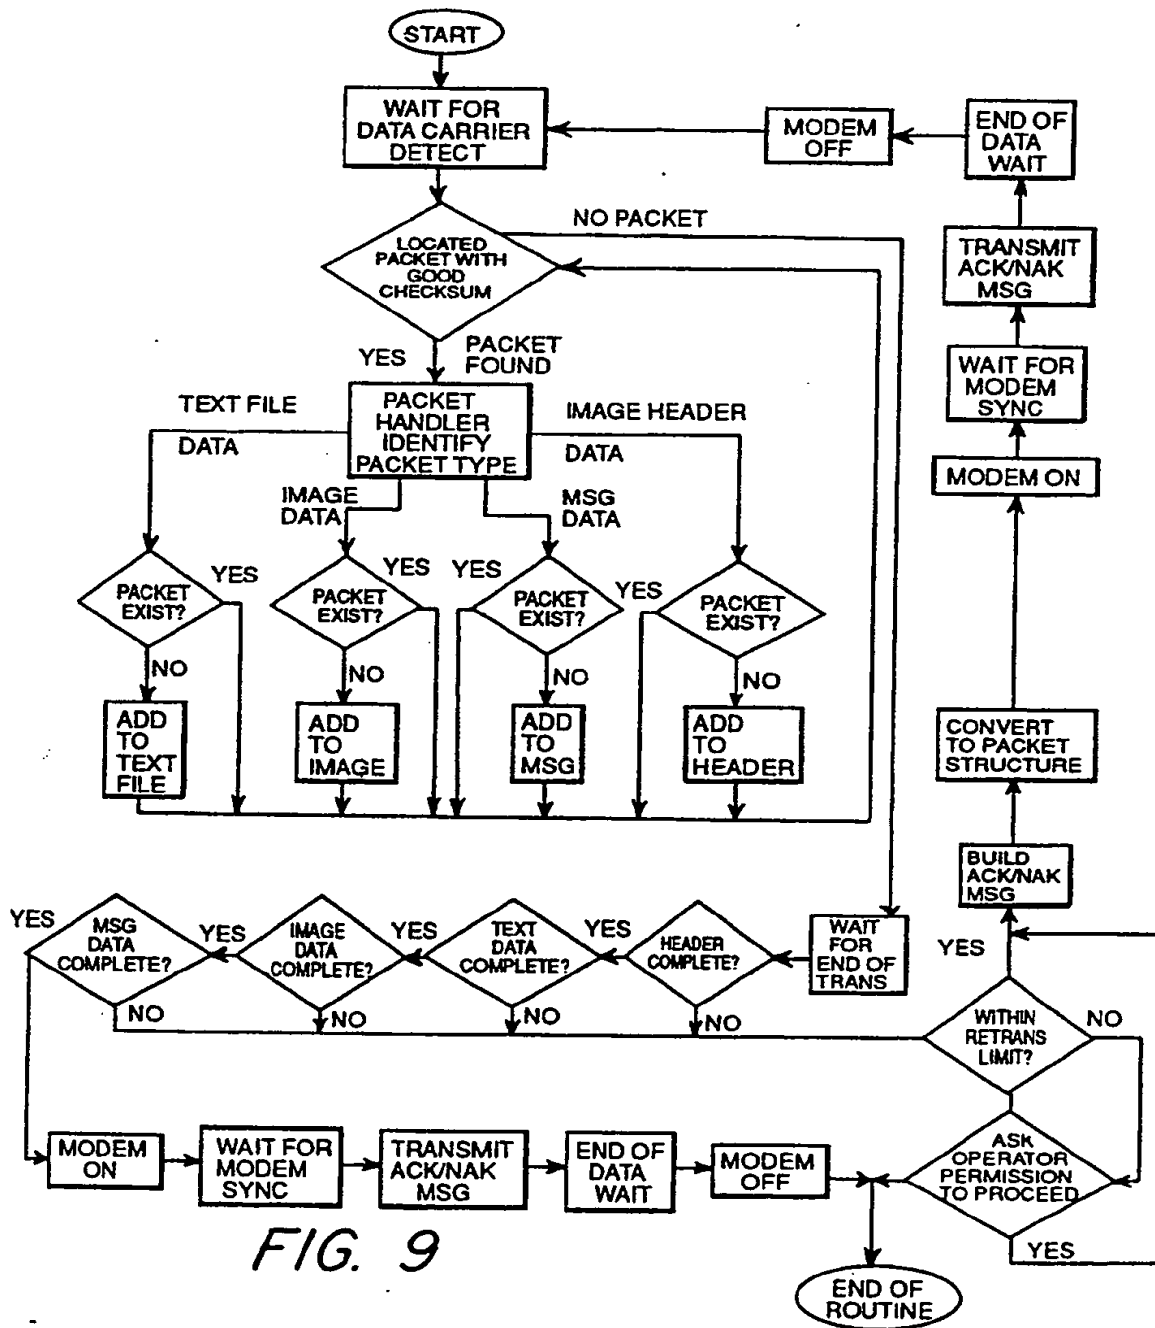 START
WAIT FOR
DATA CARRIER
DETECT
MODEM
OFF
END OF
DATA
WAIT
NO PACKET
LOCATED
PACKET WITH
GOOD
CHECKSUM
TRANSMIT
ACK/NAK
MSG
YES
PACKET
FOUND
WAIT FOR
MODEM
SYNC
TEXT FILE
DATA
PACKET
HANDLER
IDENTIFY
PACKET TYPE
IMAGE HEADER
DATA
MODEM ON
IMAGE
DATA
MSG
DATA
PACKET
EXIST?
YES
PACKET
EXIST?
YES
YES
PACKET
EXIST?
YES
PACKET
EXIST?
NO
NO
NO
NO
ADD
TO
TEXT
FILE
ADD
TO
IMAGE
ADD
TO
MSG
ADD
TO
HEADER
CONVERT
TO PACKET
STRUCTURE
BUILD
ACK/NAK
MSG
YES
MSG
DATA
COMPLETE?
YES
IMAGE
DATA
COMPLETE?
YES
TEXT
DATA
COMPLETE?
YES
HEADER
COMPLETE?
WAIT
FOR
END OF
TRANS
YES
NO
NO
NO
NO
WITHIN
RETRANS
LIMIT?
NO
MODEM
ON
WAIT FOR
MODEM
SYNC
TRANSMIT
ACK/NAK
MSG
END OF
DATA
WAIT
MODEM
OFF
ASK
OPERATOR
PERMISSION
TO PROCEED
YES
FIG. 9
END OF
ROUTINE